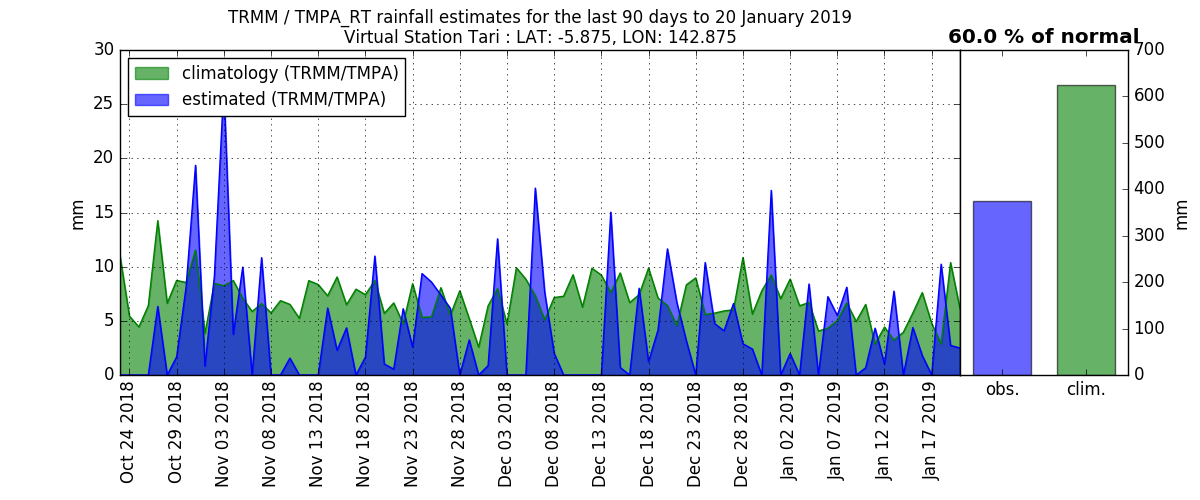 TRMM / TMPA_RT rainfall estimates for the last 90 days to 20 January 2019
Virtual Station Tari : LAT: -5.875, LON: 142.875
60.0 % of normal
climatology (TRMM/TMPA)
estimated (TRMM/TMPA)
30
25
20
15
10
5
0
mm
Oct 24 2018
Oct 29 2018
Nov 03 2018
Nov 08 2018
Nov 13 2018
Nov 18 2018
Nov 23 2018
Nov 28 2018
Dec 03 2018
Dec 08 2018
Dec 13 2018
Dec 18 2018
Dec 23 2018
Dec 28 2018
Jan 02 2019
Jan 07 2019
Jan 12 2019
Jan 17 2019
700
600
500
400
300
200
100
0
mm
obs.
clim.